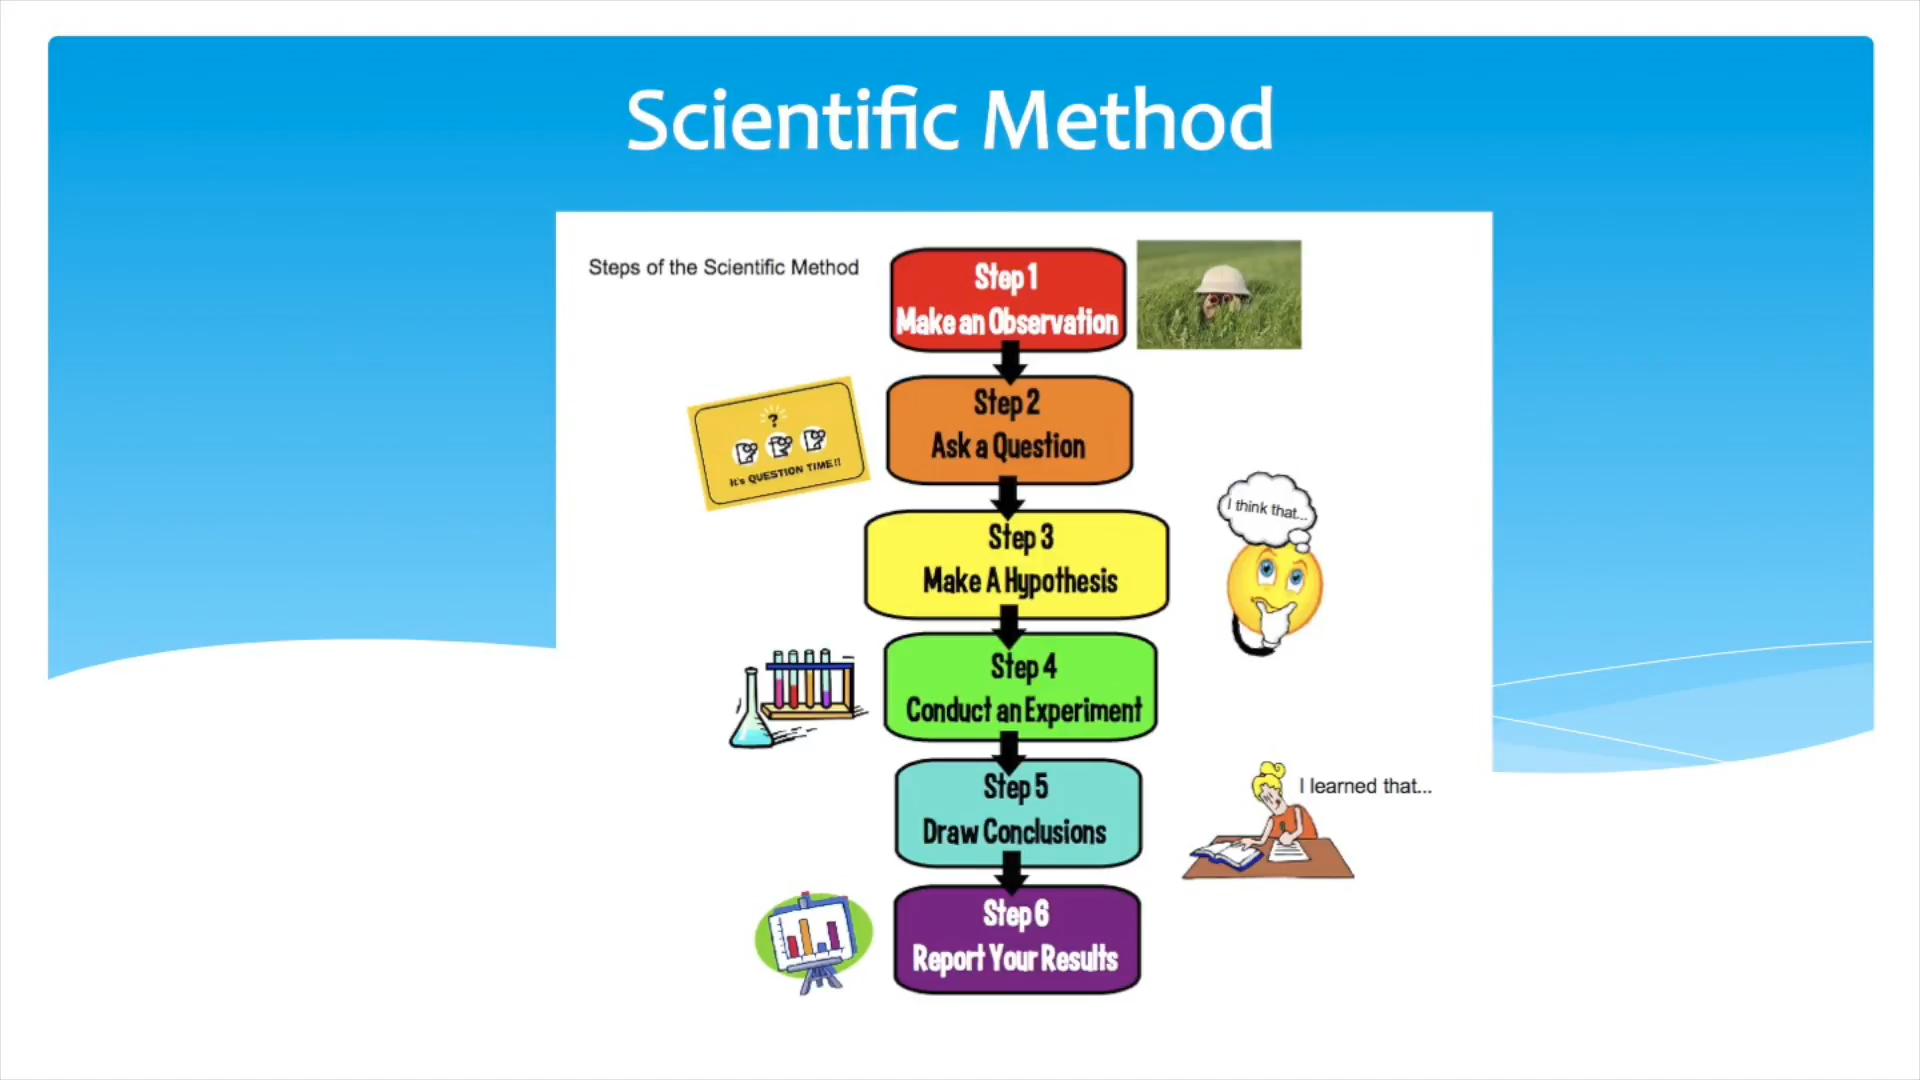 Scientific Method
Steps of the Scientific Method
Step 1
Make an Observation
Step 2
Ask a Question
?
It's QUESTION TIME!!
Step 3
Make A Hypothesis
I think that...
Step 4
Conduct an Experiment
Step 5
Draw Conclusions
I learned that...
Step 6
Report Your Results